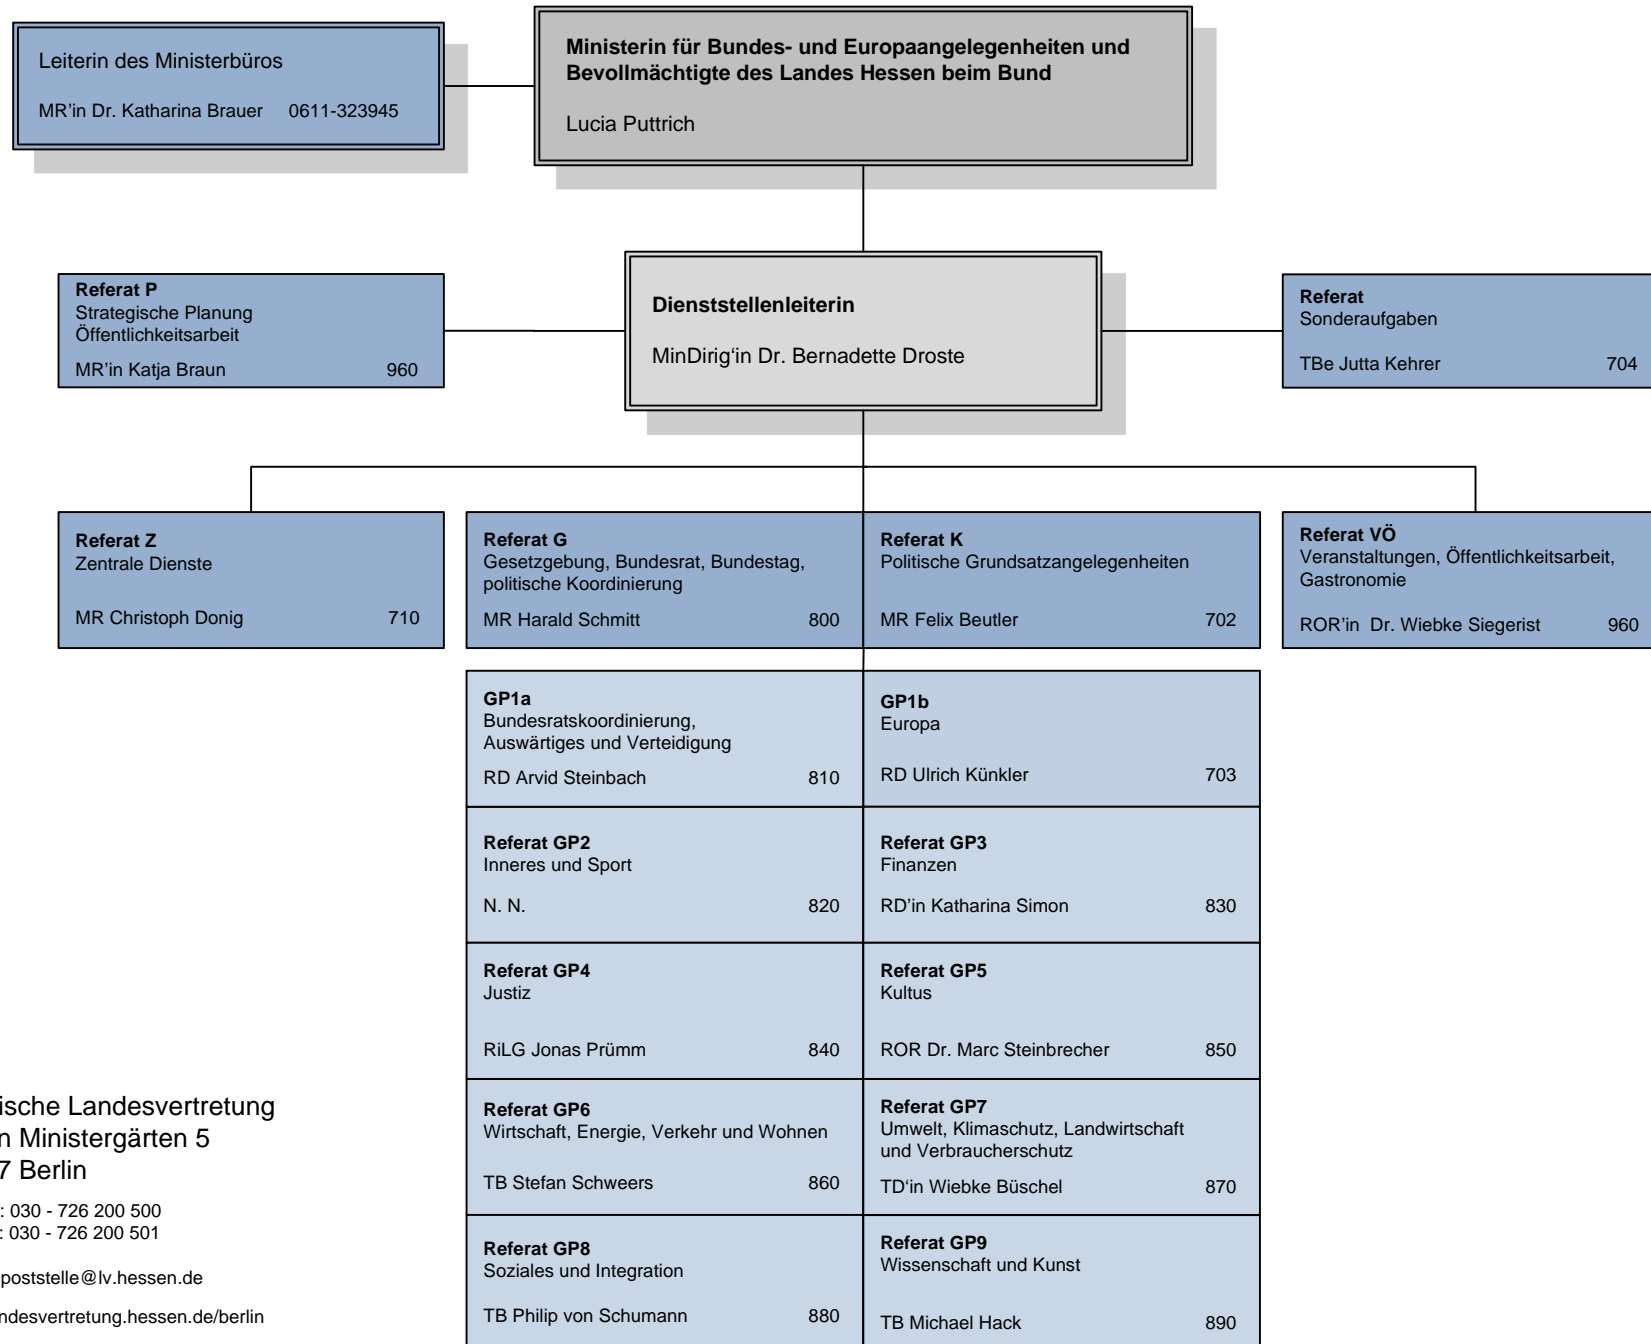 Leiterin des Ministerbüros
MR’in Dr. Katharina Brauer 0611-323945
Ministerin für Bundes- und Europaangelegenheiten und
Bevollmächtigte des Landes Hessen beim Bund
Lucia Puttrich
Referat P
Strategische Planung
Öffentlichkeitsarbeit
MR’in Katja Braun 960
Dienststellenleiterin
MinDirig‘in Dr. Bernadette Droste
Referat
Sonderaufgaben
TBe Jutta Kehrer 704
Referat Z
Zentrale Dienste
MR Christoph Donig 710
Referat G
Gesetzgebung, Bundesrat, Bundestag,
politische Koordinierung
MR Harald Schmitt 800
Referat K
Politische Grundsatzangelegenheiten
MR Felix Beutler 702
Referat VÖ
Veranstaltungen, Öffentlichkeitsarbeit,
Gastronomie
ROR’in Dr. Wiebke Siegerist 960
GP1a
Bundesratskoordinierung,
Auswärtiges und Verteidigung
RD Arvid Steinbach 810
GP1b
Europa
RD Ulrich Künkler 703
Referat GP2
Inneres und Sport
N. N. 820
Referat GP3
Finanzen
RD’in Katharina Simon 830
Referat GP4
Justiz
RiLG Jonas Prümm 840
Referat GP5
Kultus
ROR Dr. Marc Steinbrecher 850
Referat GP6
Wirtschaft, Energie, Verkehr und Wohnen
TB Stefan Schweers 860
Referat GP7
Umwelt, Klimaschutz, Landwirtschaft
und Verbraucherschutz
TD‘in Wiebke Büschel 870
Referat GP8
Soziales und Integration
TB Philip von Schumann 880
Referat GP9
Wissenschaft und Kunst
TB Michael Hack 890
ische Landesvertretung
n Ministergärten 5
7 Berlin
: 030 - 726 200 500
: 030 - 726 200 501
poststelle@lv.hessen.de
ndesvertretung.hessen.de/berlin